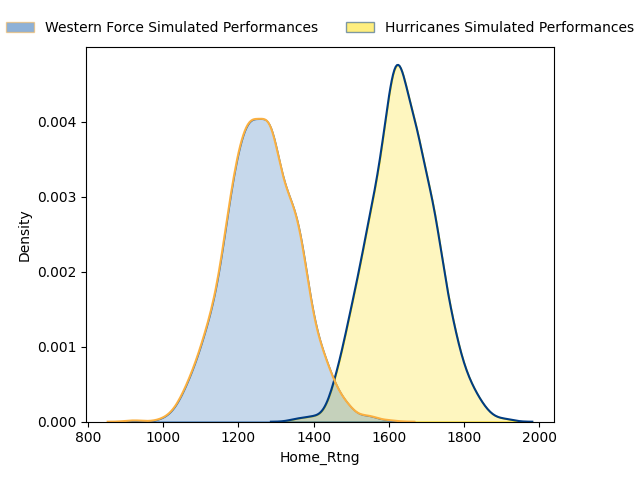 Western Force Simulated Performances
Hurricanes Simulated Performances
Density
0.004
0.003
0.002
0.001
0.000
800 1000 1200 1400 1600 1800 2000
Home_Rtng